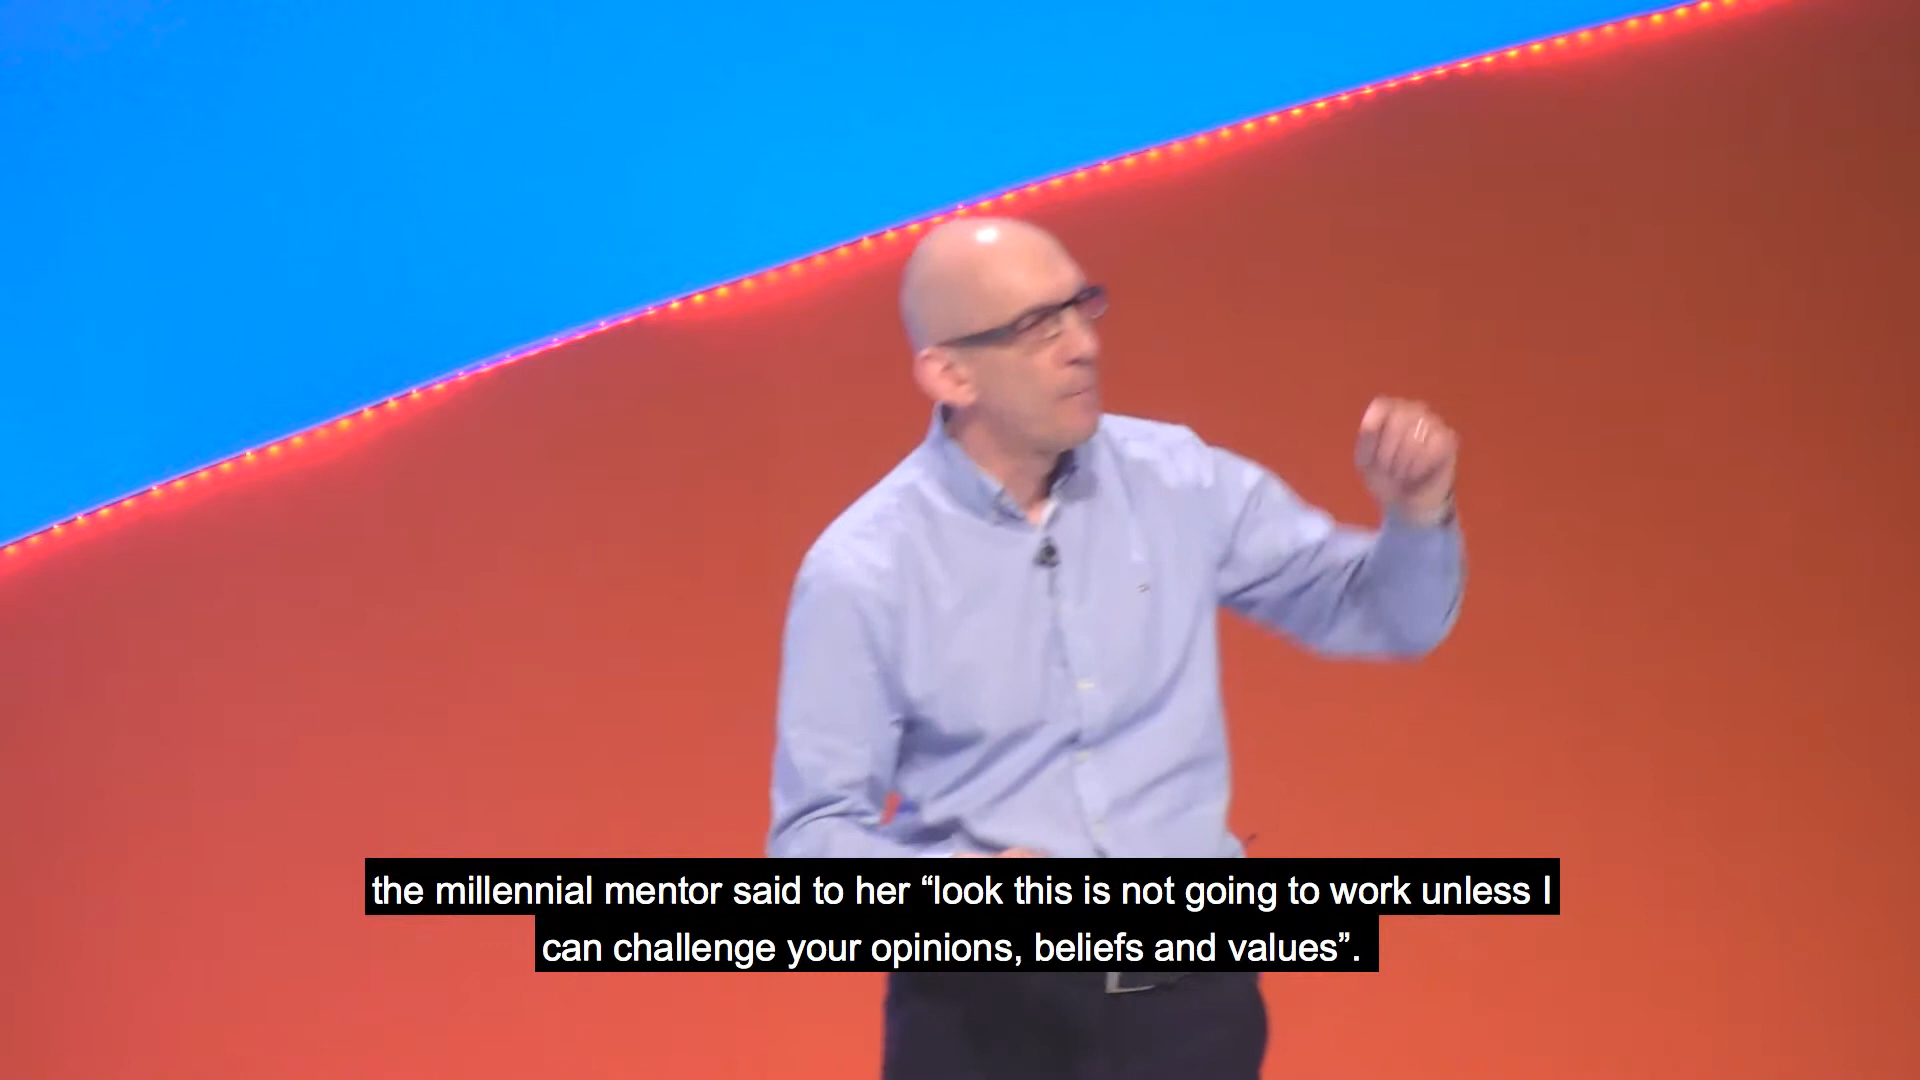 the millennial mentor said to her “look this is not going to work unless I
can challenge your opinions, beliefs and values”.